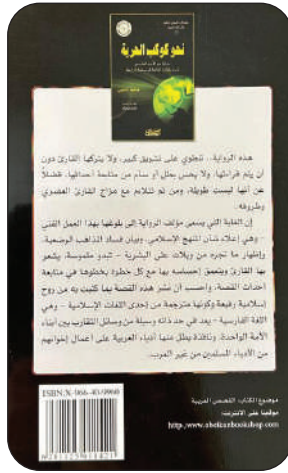 نحو كوكب الحرية
هذه الرواية.. تنطوي على تشويق كبير، ولا يتركها القارئ دون
أن يتم قراءتها، ولا يحس بملل أو سأم من متابعة أحداثها، فضلاً
عن أنها ليست طويلة، ومن ثم تتلاءم مع مزاج القارئ العصري
وظروفه.
إن الغاية التي يسعى مؤلف الرواية إلى بلوغها بهذا العمل الفني
- وهي إعلاء شأن المنهج الإسلامي، وبيان فساد المذاهب الوضعية،
وإظهار ما تجره من ويلات على البشرية - تبدو ملموسة، يشعر
بها القارئ ويتعمق إحساسه بها مع كل خطوة يخطوها في متابعة
أحداث القصة، وأحسب أن نشر هذه القصة بما كتبت به من روح
إسلامية رفيعة وكونها مترجمة من إحدى اللغات الإسلامية - وهي
اللغة الفارسية - يعد في حد ذاته وسيلة من وسائل التقارب بين أبناء
الأمة الواحدة، ونافذة يطل منها أدباء العربية على أعمال إخوانهم
من الأدباء المسلمين من غير العرب.
موضوع الكتاب: القصص العربية
موقعنا على الانترنت:
http://www.obeikanbookshop.com